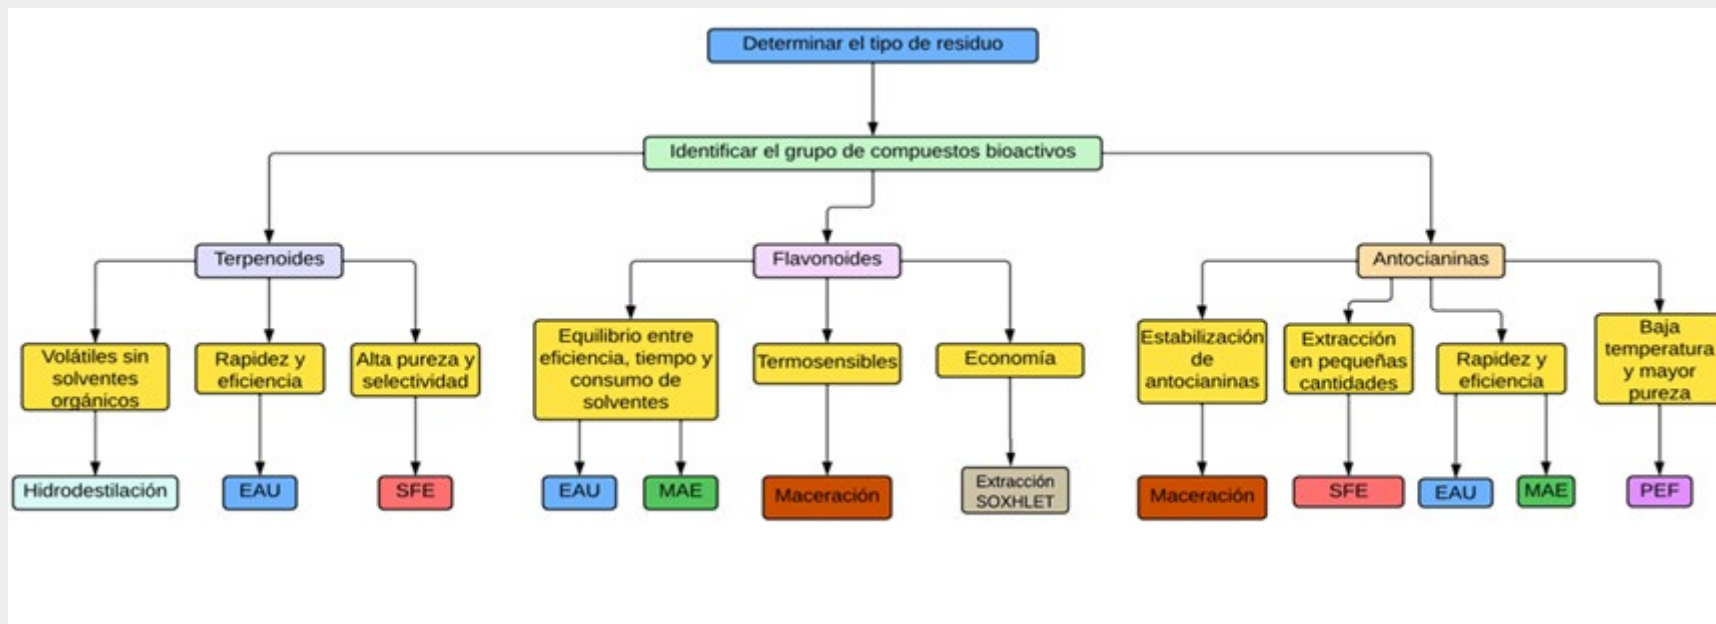 Determinar el tipo de residuo
Identificar el grupo de compuestos bioactivos
Terpenoides
Flavonoides
Antocianinas
Volátiles sin
solventes
orgánicos
Rapidez y
eficiencia
Alta pureza y
selectividad
Equilibrio entre
eficiencia, tiempo y
consumo de
solventes
Termosensibles
Economía
Estabilización
de
antocianinas
Extracción
en pequeñas
cantidades
Rapidez y
eficiencia
Baja
temperatura
y mayor
pureza
Hidrodestilación
EAU
SFE
EAU
MAE
Maceración
Extracción
SOXHLET
Maceración
SFE
EAU
MAE
PEF